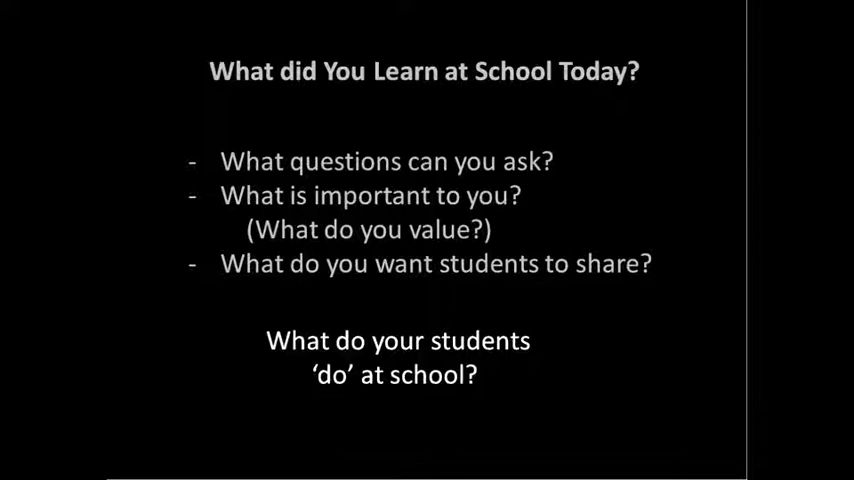 What did You Learn at School Today?
- What questions can you ask?
- What is important to you?
(What do you value?)
- What do you want students to share?
What do your students
‘do’ at school?